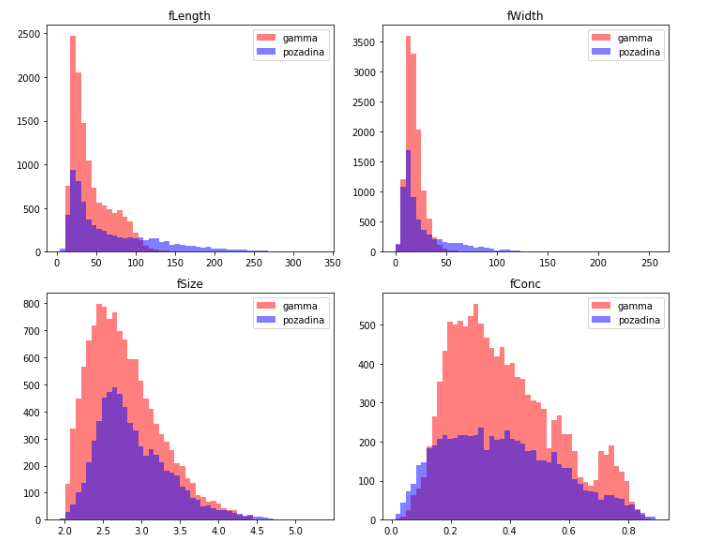 fLength
gamma
pozadina
2500
2000
1500
1000
500
0
0 50 100 150 200 250 300 350
fWidth
gamma
pozadina
3500
3000
2500
2000
1500
1000
500
0
0 50 100 150 200 250
fSize
gamma
pozadina
800
700
600
500
400
300
200
100
0
2.0 2.5 3.0 3.5 4.0 4.5 5.0
fConc
gamma
pozadina
500
400
300
200
100
0
0.0 0.2 0.4 0.6 0.8